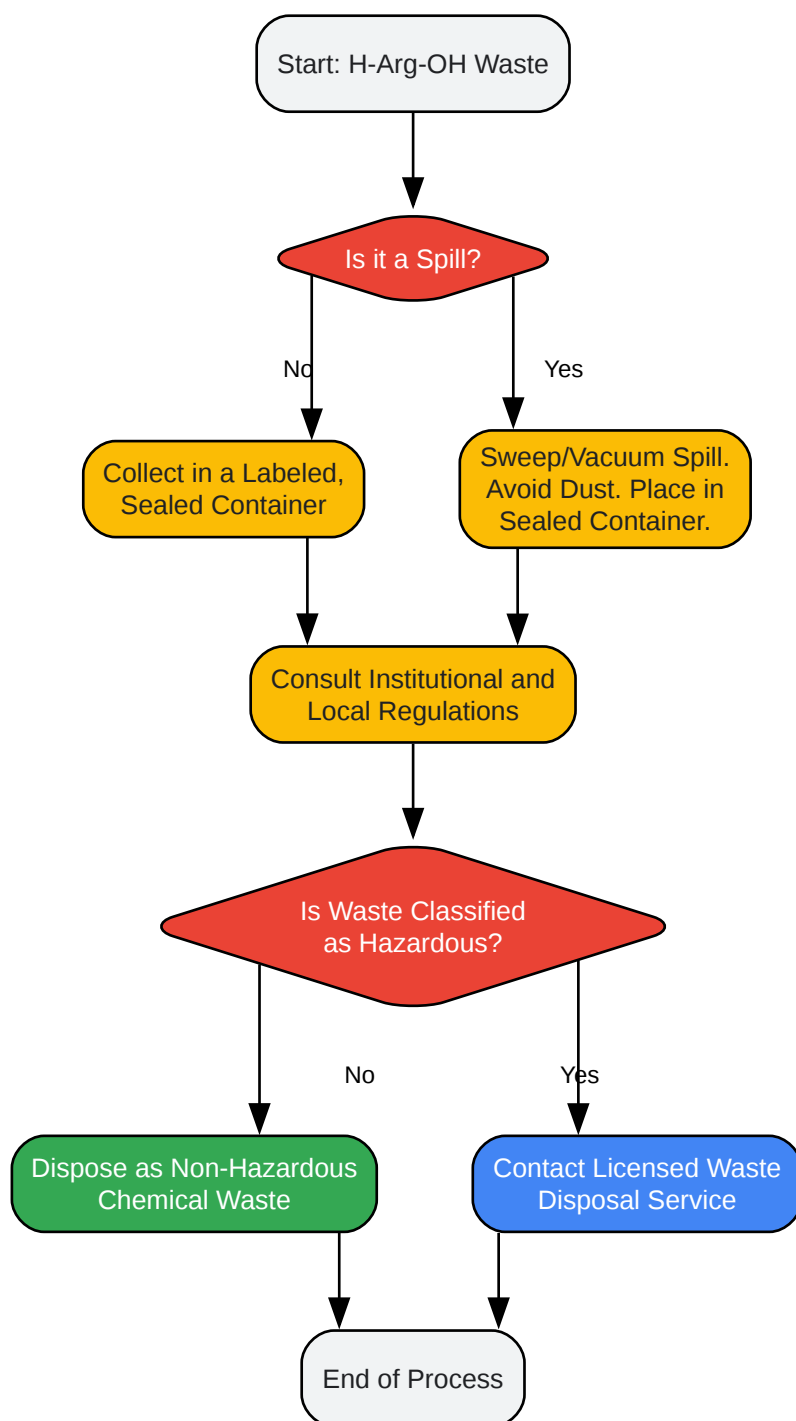 Start: H-Arg-OH Waste
Is it a Spill?
No
Yes
Collect in a Labeled,
Sealed Container
Sweep/Vacuum Spill.
Avoid Dust. Place in
Sealed Container.
Consult Institutional and
Local Regulations
Is Waste Classified
as Hazardous?
No
Yes
Dispose as Non-Hazardous
Chemical Waste
Contact Licensed Waste
Disposal Service
End of Process